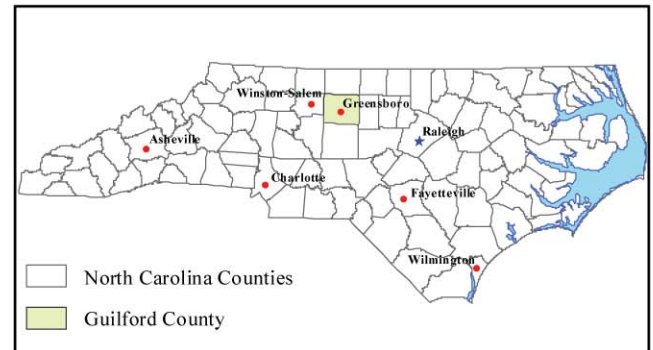 Winston-Salem
Greensboro
Raleigh
Asheville
Charlotte
Fayetteville
Wilmington
North Carolina Counties
Guilford County